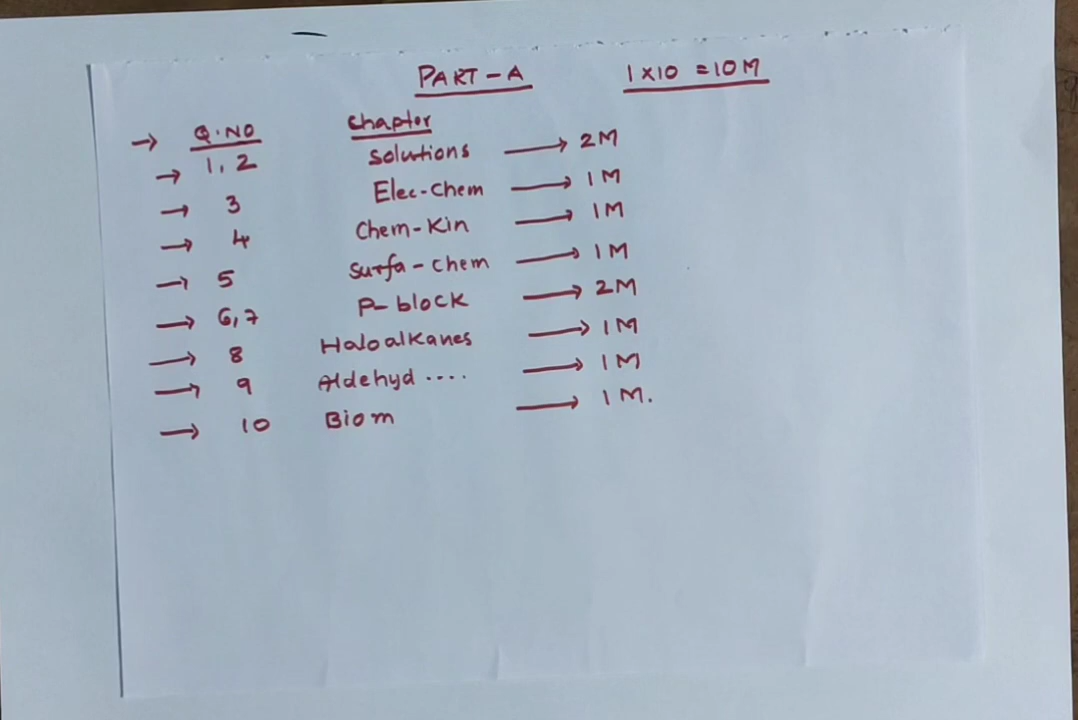 PART-A 1x10 =10M
→ Q.NO Chapter
→ 1, 2 Solutions → 2M
→ 3 Elec-Chem → 1M
→ 4 Chem-Kin → 1M
→ 5 Surfa-chem → 1M
→ 6,7 P-block → 2M
→ 8 Haloalkanes → 1M
→ 9 Aldehyd .... → 1M
→ 10 Biom → 1M.